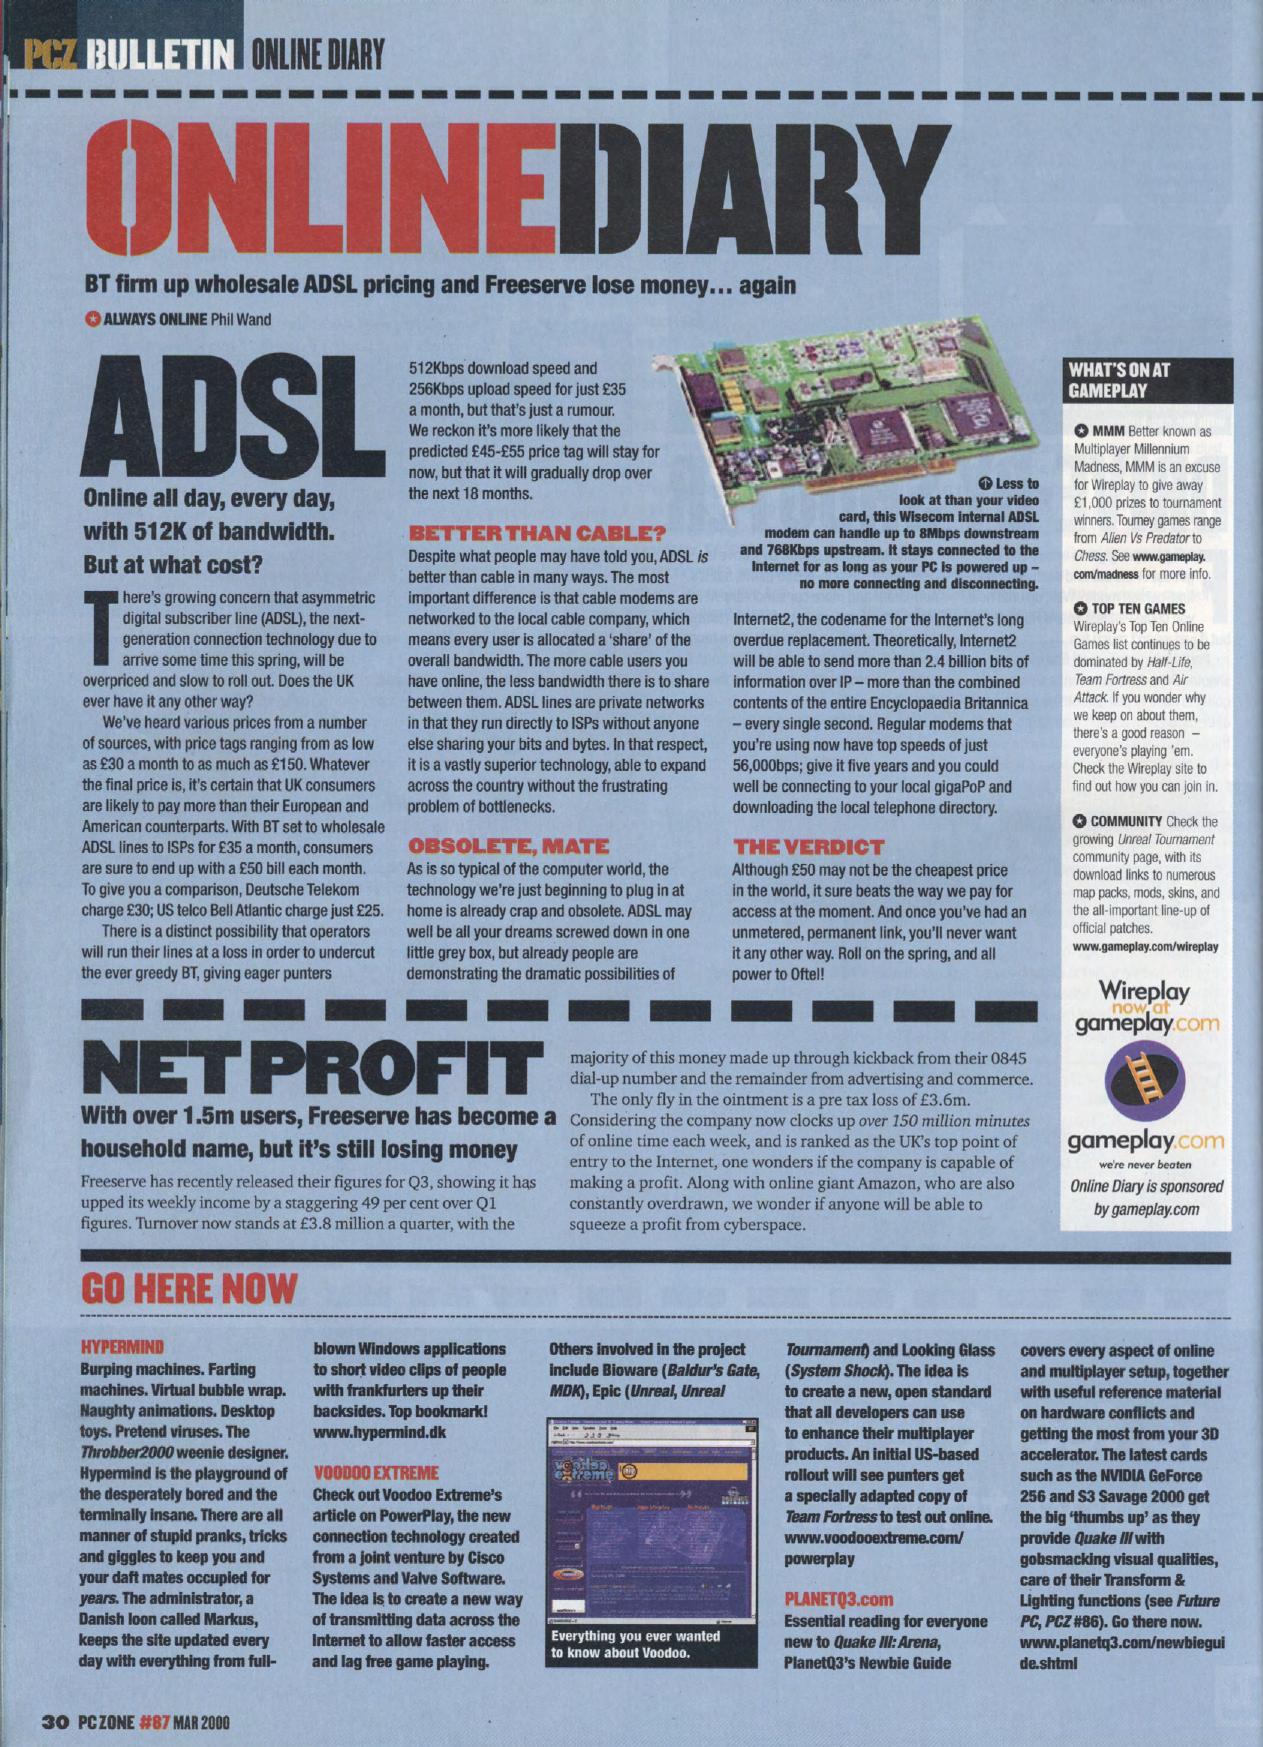 PCZ BULLETIN ONLINE DIARY
ONLINEDIARY
BT firm up wholesale ADSL pricing and Freeserve lose money... again
ALWAYS ONLINE Phil Wand
ADSL
Online all day, every day,
with 512K of bandwidth.
But at what cost?
There's growing concern that asymmetric
digital subscriber line (ADSL), the next-
generation connection technology due to
arrive some time this spring, will be
overpriced and slow to roll out. Does the UK
ever have it any other way?
We've heard various prices from a number
of sources, with price tags ranging from as low
as £30 a month to as much as £150. Whatever
the final price is, it's certain that UK consumers
are likely to pay more than their European and
American counterparts. With BT set to wholesale
ADSL lines to ISPs for £35 a month, consumers
are sure to end up with a £50 bill each month.
To give you a comparison, Deutsche Telekom
charge £30; US telco Bell Atlantic charge just £25.
There is a distinct possibility that operators
will run their lines at a loss in order to undercut
the ever greedy BT, giving eager punters
512Kbps download speed and
256Kbps upload speed for just £35
a month, but that's just a rumour.
We reckon it's more likely that the
predicted £45-£55 price tag will stay for
now, but that it will gradually drop over
the next 18 months.
BETTER THAN CABLE?
Despite what people may have told you, ADSL is
better than cable in many ways. The most
important difference is that cable modems are
networked to the local cable company, which
means every user is allocated a 'share' of the
overall bandwidth. The more cable users you
have online, the less bandwidth there is to share
between them. ADSL lines are private networks
in that they run directly to ISPs without anyone
else sharing your bits and bytes. In that respect,
it is a vastly superior technology, able to expand
across the country without the frustrating
problem of bottlenecks.
OBSOLETE, MATE
As is so typical of the computer world, the
technology we're just beginning to plug in at
home is already crap and obsolete. ADSL may
well be all your dreams screwed down in one
little grey box, but already people are
demonstrating the dramatic possibilities of
Less to
look at than your video
card, this Wisecom internal ADSL
modem can handle up to 8Mbps downstream
and 768Kbps upstream. It stays connected to the
Internet for as long as your PC is powered up –
no more connecting and disconnecting.
Internet2, the codename for the Internet's long
overdue replacement. Theoretically, Internet2
will be able to send more than 2.4 billion bits of
information over IP – more than the combined
contents of the entire Encyclopaedia Britannica
– every single second. Regular modems that
you're using now have top speeds of just
56,000bps; give it five years and you could
well be connecting to your local gigaPoP and
downloading the local telephone directory.
THE VERDICT
Although £50 may not be the cheapest price
in the world, it sure beats the way we pay for
access at the moment. And once you've had an
unmetered, permanent link, you'll never want
it any other way. Roll on the spring, and all
power to Oftel!
WHAT'S ON AT
GAMEPLAY
MMM Better known as
Multiplayer Millennium
Madness, MMM is an excuse
for Wireplay to give away
£1,000 prizes to tournament
winners. Tourney games range
from Alien Vs Predator to
Chess. See www.gameplay.
com/madness for more info.
TOP TEN GAMES
Wireplay's Top Ten Online
Games list continues to be
dominated by Half-Life,
Team Fortress and Air
Attack. If you wonder why
we keep on about them,
there's a good reason –
everyone's playing 'em.
Check the Wireplay site to
find out how you can join in.
COMMUNITY Check the
growing Unreal Tournament
community page, with its
download links to numerous
map packs, mods, skins, and
the all-important line-up of
official patches.
www.gameplay.com/wireplay
Wireplay
now at
gameplay.com
gameplay.com
we're never beaten
Online Diary is sponsored
by gameplay.com
NET PROFIT
With over 1.5m users, Freeserve has become a
household name, but it's still losing money
Freeserve has recently released their figures for Q3, showing it has
upped its weekly income by a staggering 49 per cent over Q1
figures. Turnover now stands at £3.8 million a quarter, with the
majority of this money made up through kickback from their 0845
dial-up number and the remainder from advertising and commerce.
The only fly in the ointment is a pre tax loss of £3.6m.
Considering the company now clocks up over 150 million minutes
of online time each week, and is ranked as the UK's top point of
entry to the Internet, one wonders if the company is capable of
making a profit. Along with online giant Amazon, who are also
constantly overdrawn, we wonder if anyone will be able to
squeeze a profit from cyberspace.
GO HERE NOW
HYPERMIND
Burping machines. Farting
machines. Virtual bubble wrap.
Naughty animations. Desktop
toys. Pretend viruses. The
Throbber2000 weenie designer.
Hypermind is the playground of
the desperately bored and the
terminally insane. There are all
manner of stupid pranks, tricks
and giggles to keep you and
your daft mates occupied for
years. The administrator, a
Danish loon called Markus,
keeps the site updated every
day with everything from full-
blown Windows applications
to short video clips of people
with frankfurters up their
backsides. Top bookmark!
www.hypermind.dk
VOODOO EXTREME
Check out Voodoo Extreme's
article on PowerPlay, the new
connection technology created
from a joint venture by Cisco
Systems and Valve Software.
The idea is to create a new way
of transmitting data across the
Internet to allow faster access
and lag free game playing.
Others involved in the project
include Bioware (Baldur's Gate,
MDK), Epic (Unreal, Unreal
voodoo
extreme
Everything you ever wanted
to know about Voodoo.
Tournament) and Looking Glass
(System Shock). The idea is
to create a new, open standard
that all developers can use
to enhance their multiplayer
products. An initial US-based
rollout will see punters get
a specially adapted copy of
Team Fortress to test out online.
www.voodooextreme.com/
powerplay
PLANETQ3.com
Essential reading for everyone
new to Quake III: Arena,
PlanetQ3's Newbie Guide
covers every aspect of online
and multiplayer setup, together
with useful reference material
on hardware conflicts and
getting the most from your 3D
accelerator. The latest cards
such as the NVIDIA GeForce
256 and S3 Savage 2000 get
the big 'thumbs up' as they
provide Quake III with
gobsmacking visual qualities,
care of their Transform &
Lighting functions (see Future
PC, PCZ #86). Go there now.
www.planetq3.com/newbiegui
de.shtml
30 PC ZONE #87 MAR 2000